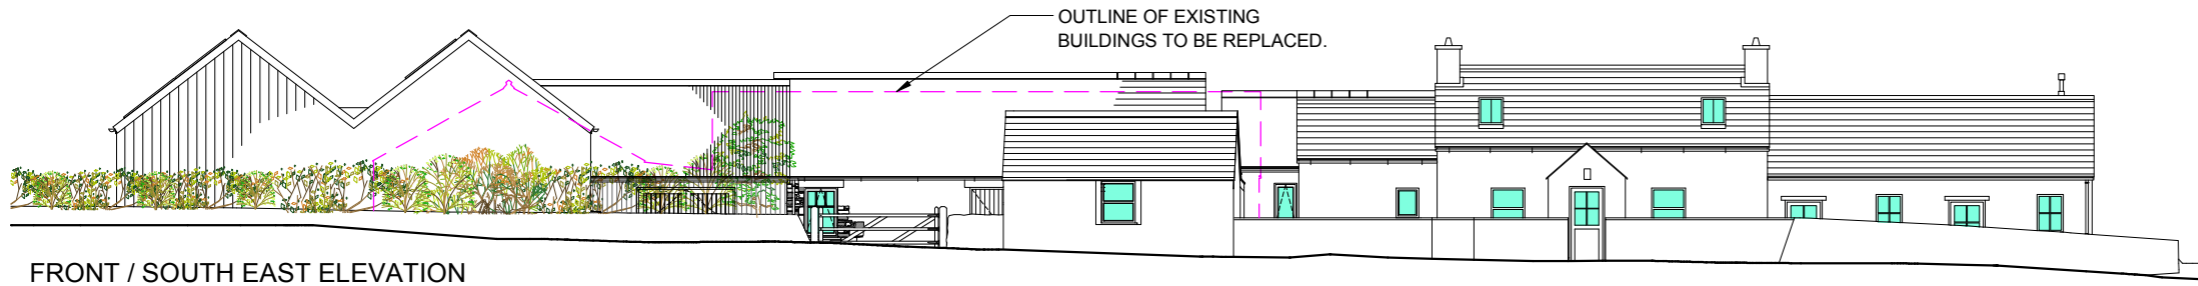 OUTLINE OF EXISTING
BUILDINGS TO BE REPLACED.
FRONT / SOUTH EAST ELEVATION